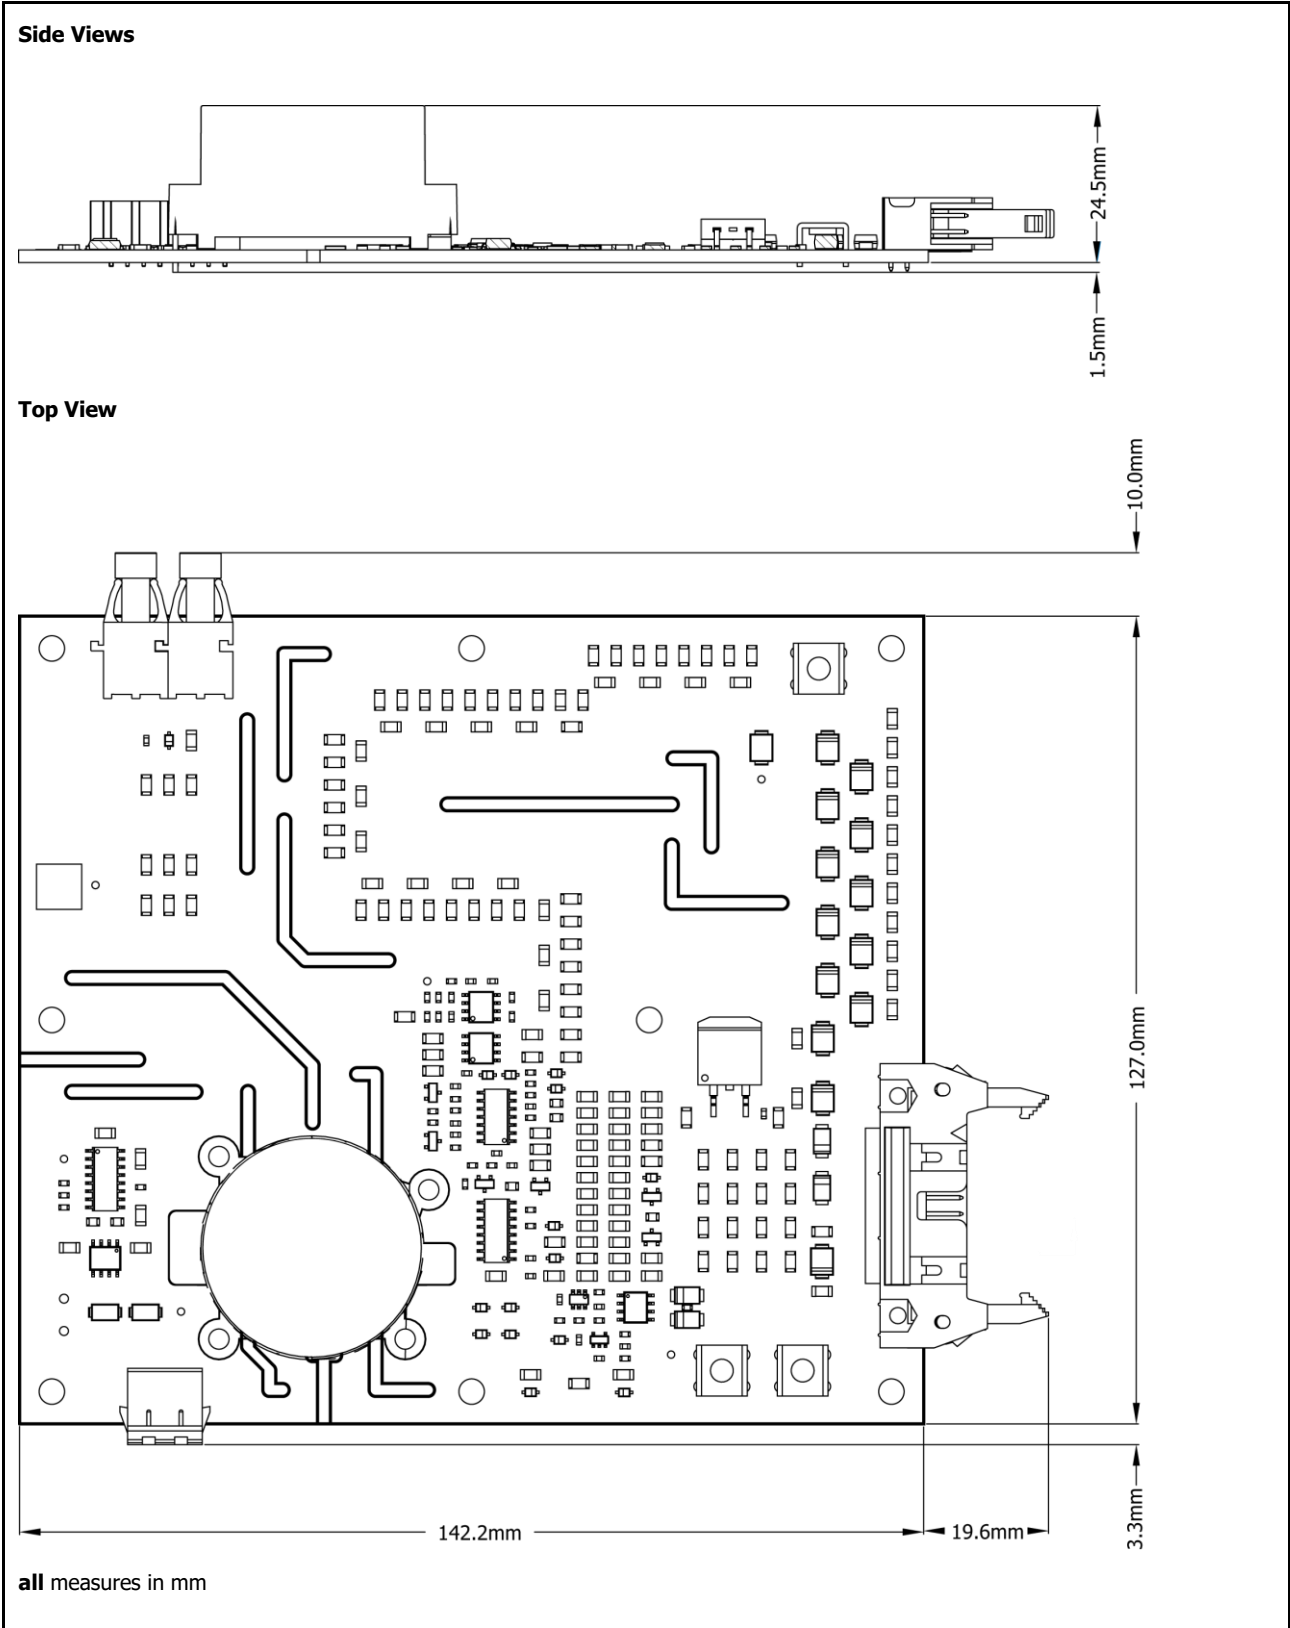 Side Views
24.5mm
1.5mm
Top View
10.0mm
127.0mm
3.3mm
142.2mm
19.6mm
all measures in mm